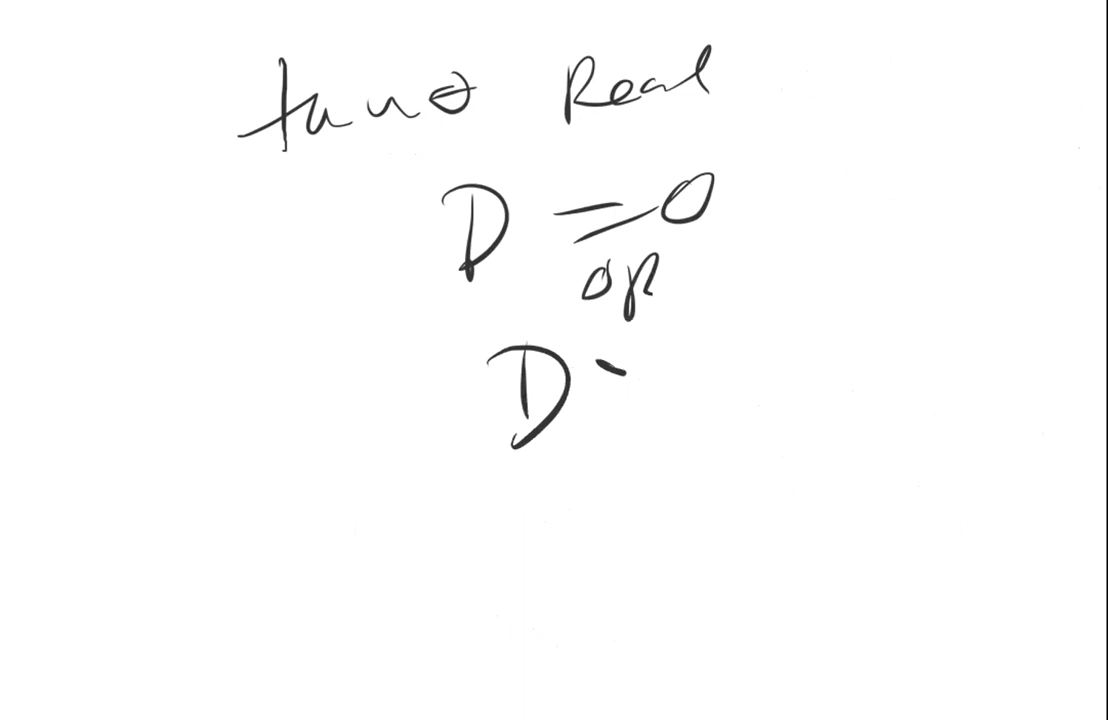 tanθ Real
D = 0
or
D